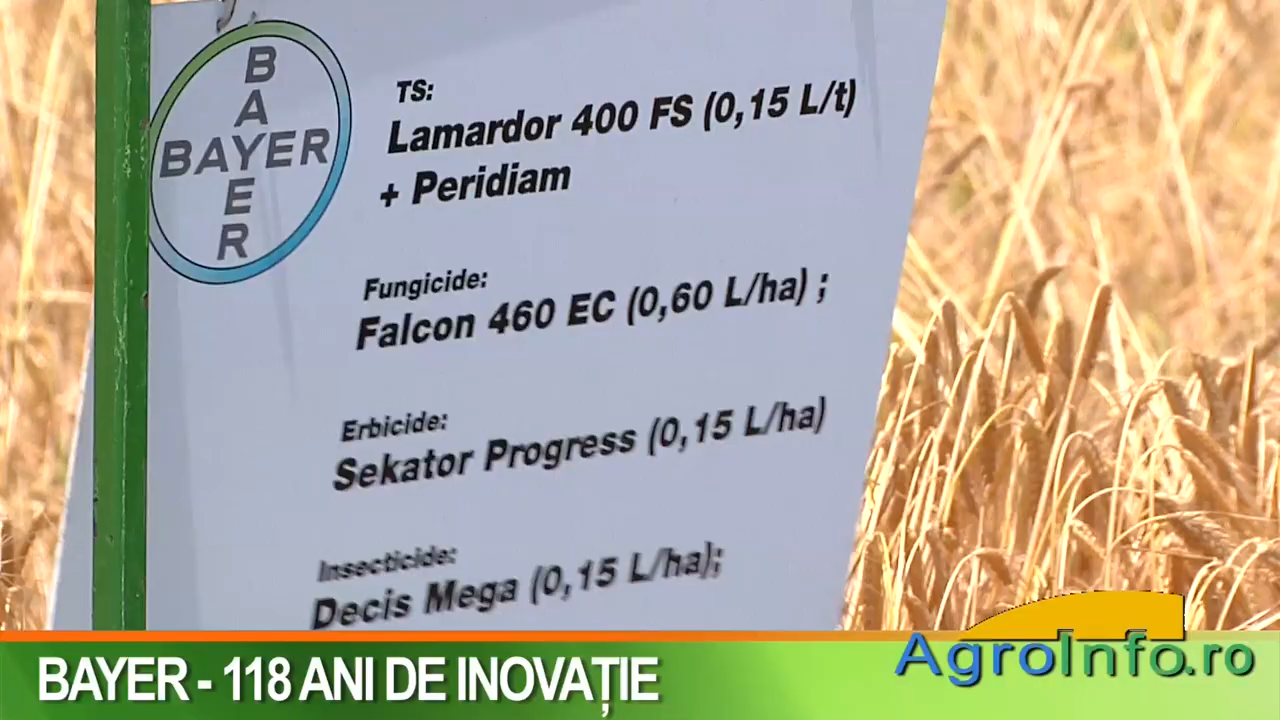 BAYER
BAYER
TS:
Lamardor 400 FS (0,15 L/t)
+ Peridiam
Fungicide:
Falcon 460 EC (0,60 L/ha) ;
Erbicide:
Sekator Progress (0,15 L/ha)
Insecticide:
Decis Mega (0,15 L/ha);
BAYER - 118 ANI DE INOVAȚIE
AgroInfo.ro